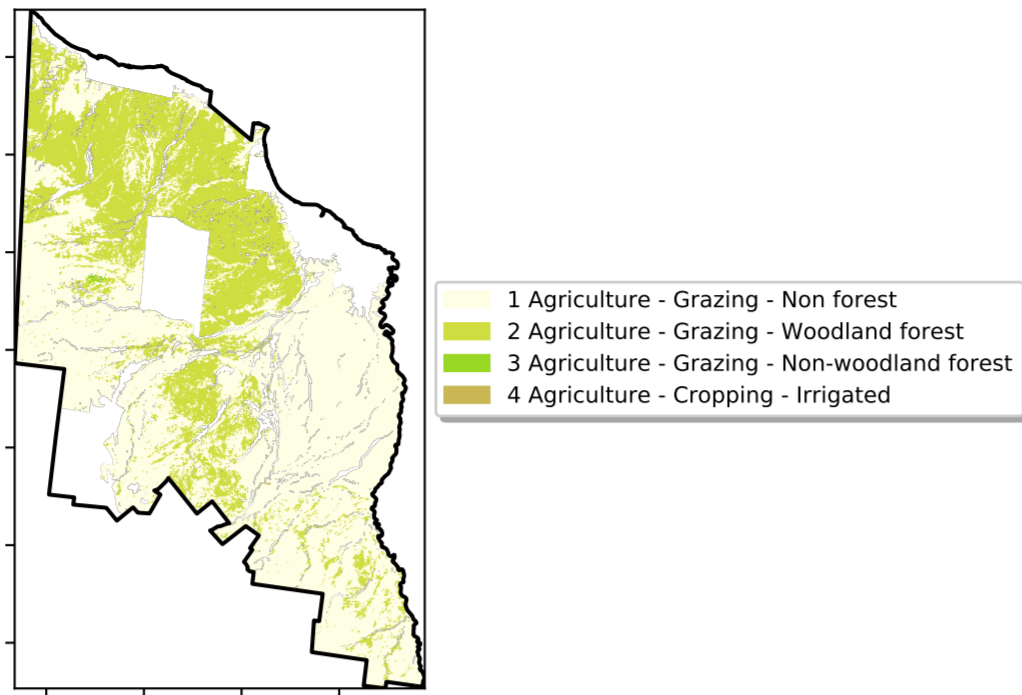 1 Agriculture - Grazing - Non forest
2 Agriculture - Grazing - Woodland forest
3 Agriculture - Grazing - Non-woodland forest
4 Agriculture - Cropping - Irrigated